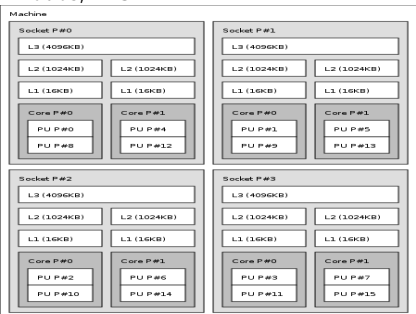 Machine
Socket P#0
L3 (4096KB)
L2 (1024KB) L2 (1024KB)
L1 (16KB) L1 (16KB)
Core P#0 Core P#1
PU P#0 PU P#4
PU P#8 PU P#12
Socket P#1
L3 (4096KB)
L2 (1024KB) L2 (1024KB)
L1 (16KB) L1 (16KB)
Core P#0 Core P#1
PU P#1 PU P#5
PU P#9 PU P#13
Socket P#2
L3 (4096KB)
L2 (1024KB) L2 (1024KB)
L1 (16KB) L1 (16KB)
Core P#0 Core P#1
PU P#2 PU P#6
PU P#10 PU P#14
Socket P#3
L3 (4096KB)
L2 (1024KB) L2 (1024KB)
L1 (16KB) L1 (16KB)
Core P#0 Core P#1
PU P#3 PU P#7
PU P#11 PU P#15